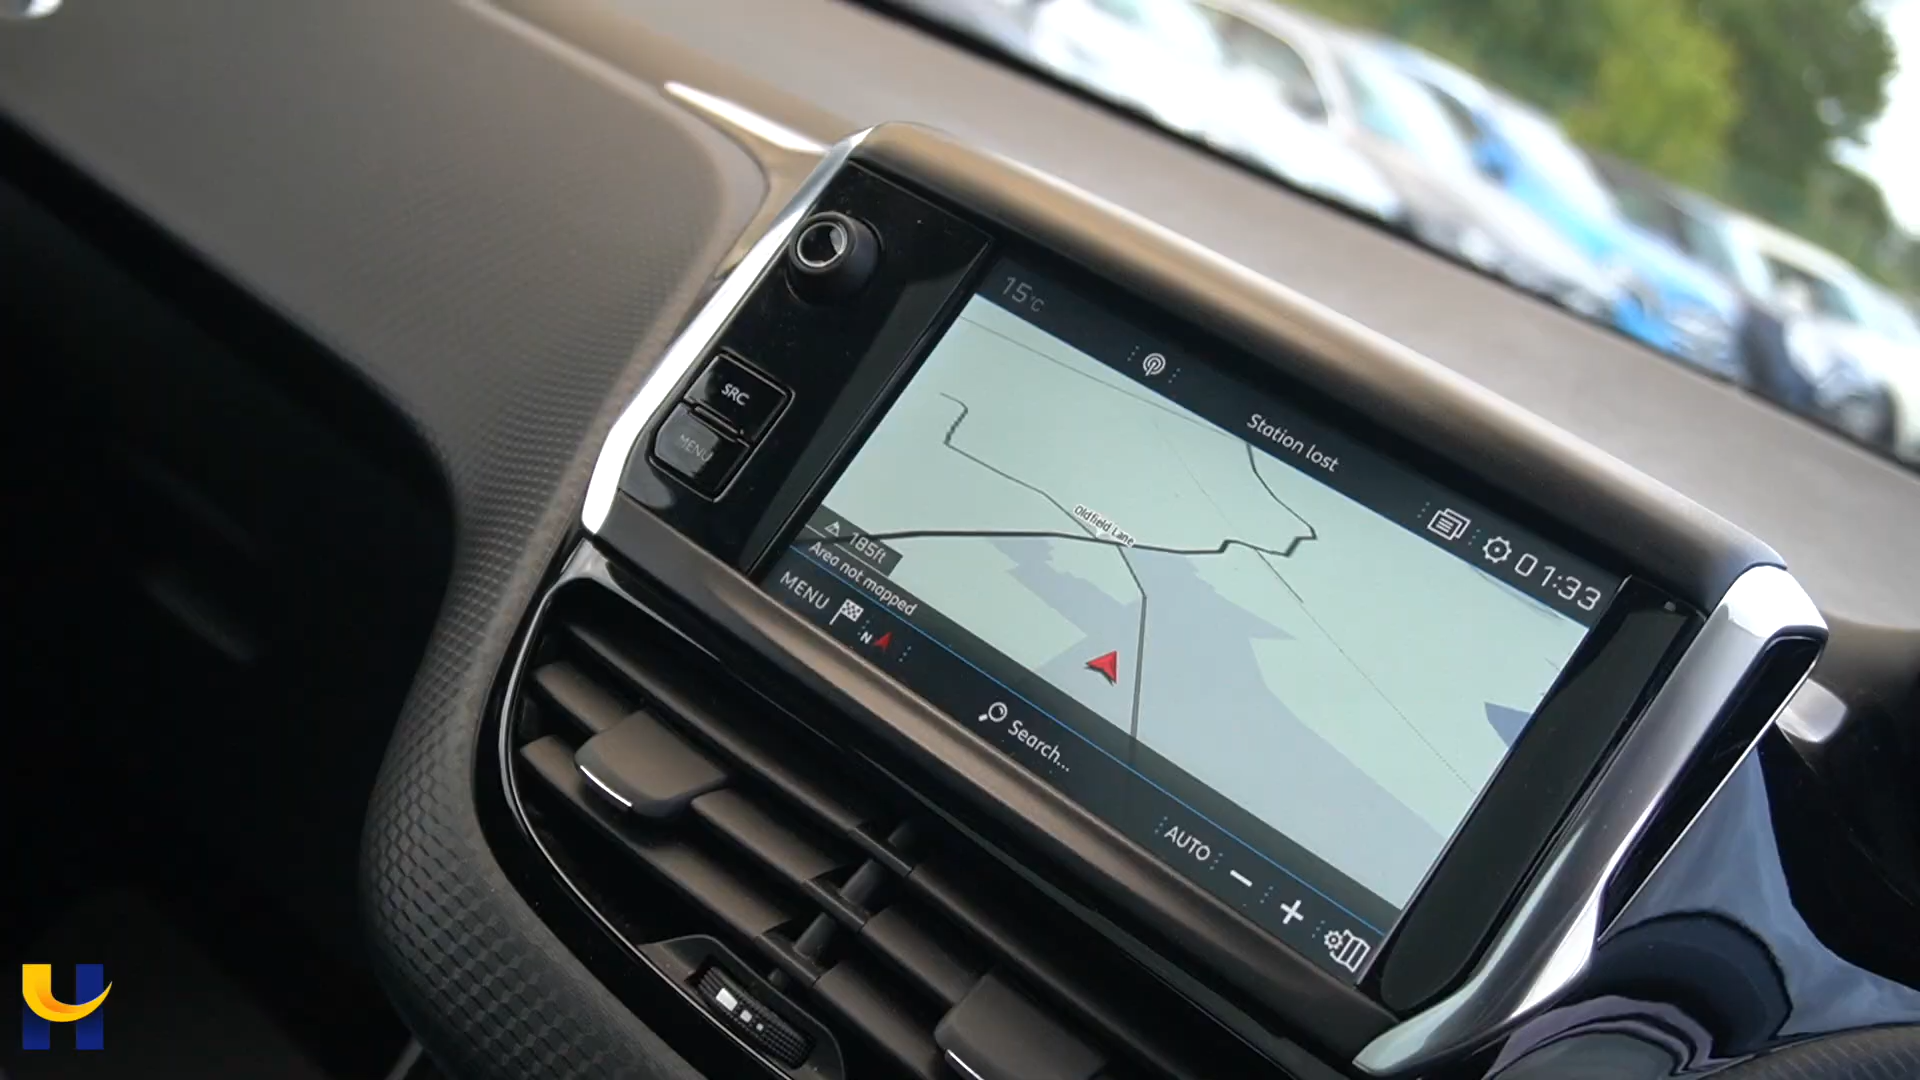 15°C
Station lost
01:33
SRC
MENU
Oldfield Lane
185ft
Area not mapped
MENU
N
Search...
AUTO
H